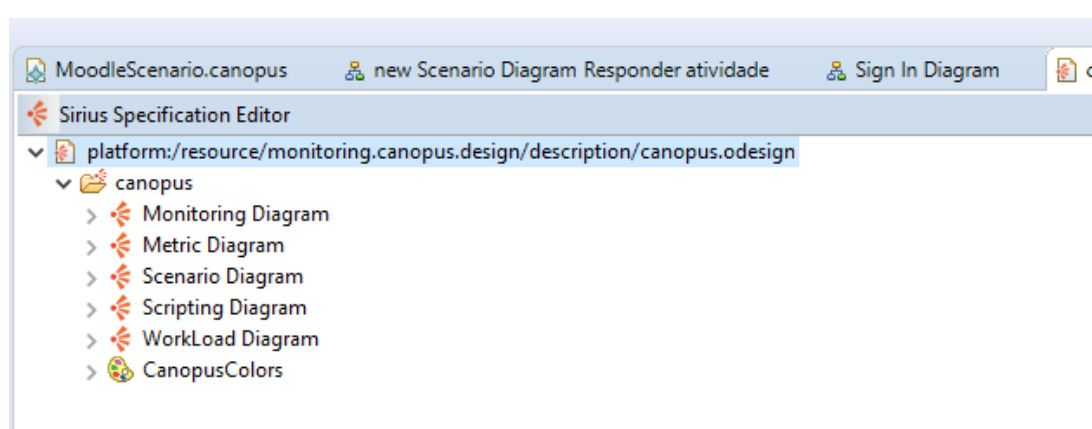 MoodleScenario.canopus new Scenario Diagram Responder atividade Sign In Diagram
Sirius Specification Editor
platform:/resource/monitoring.canopus.design/description/canopus.odesign
canopus
Monitoring Diagram
Metric Diagram
Scenario Diagram
Scripting Diagram
WorkLoad Diagram
CanopusColors